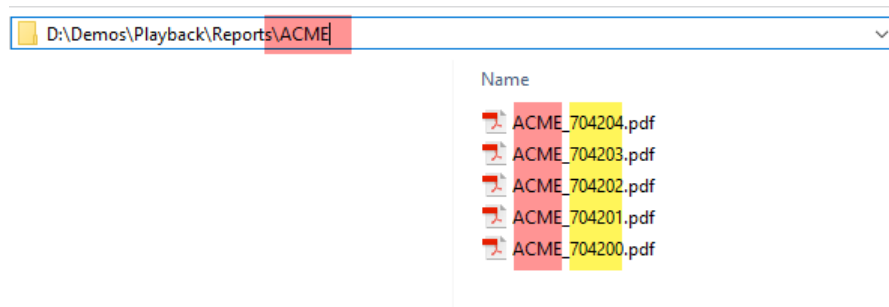 D:\Demos\Playback\Reports\ACME
Name
ACME_704204.pdf
ACME_704203.pdf
ACME_704202.pdf
ACME_704201.pdf
ACME_704200.pdf